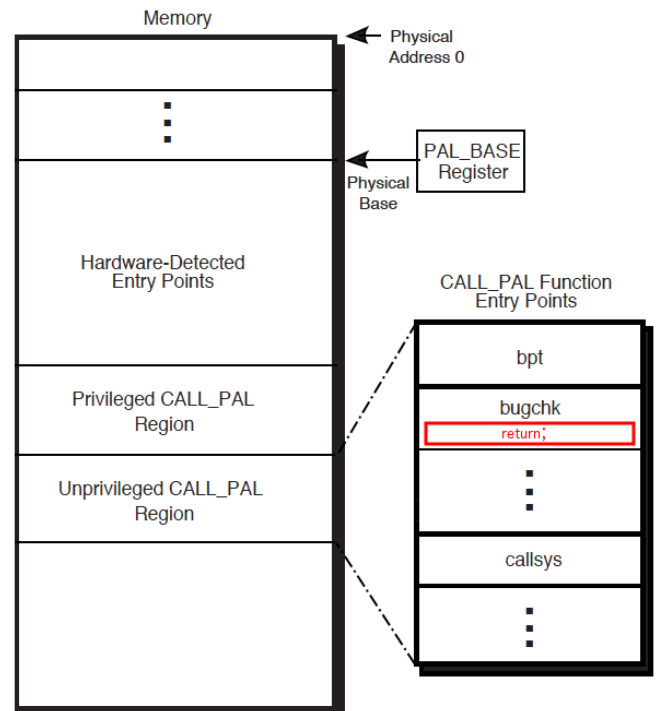 Memory
Physical
Address 0
PAL_BASE
Register
Physical
Base
Hardware-Detected
Entry Points
CALL_PAL Function
Entry Points
bpt
Privileged CALL_PAL
Region
bugchk
return;
Unprivileged CALL_PAL
Region
callsys